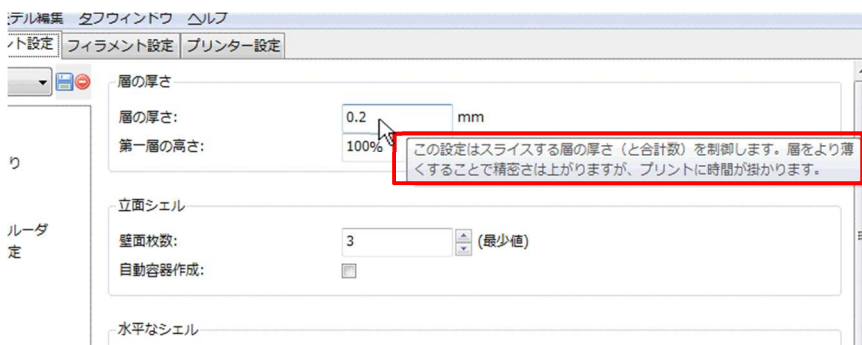 モデル編集 タブウィンドウ ヘルプ
ント設定 フィラメント設定 プリンター設定
層の厚さ
層の厚さ: 0.2 mm
第一層の高さ: 100%
この設定はスライスする層の厚さ（と合計数）を制御します。層をより薄
くすることで精密さは上がりますが、プリントに時間が掛かります。
り
立面シェル
ルーダ
壁面枚数: 3 (最少値)
定
自動容器作成:
水平なシェル